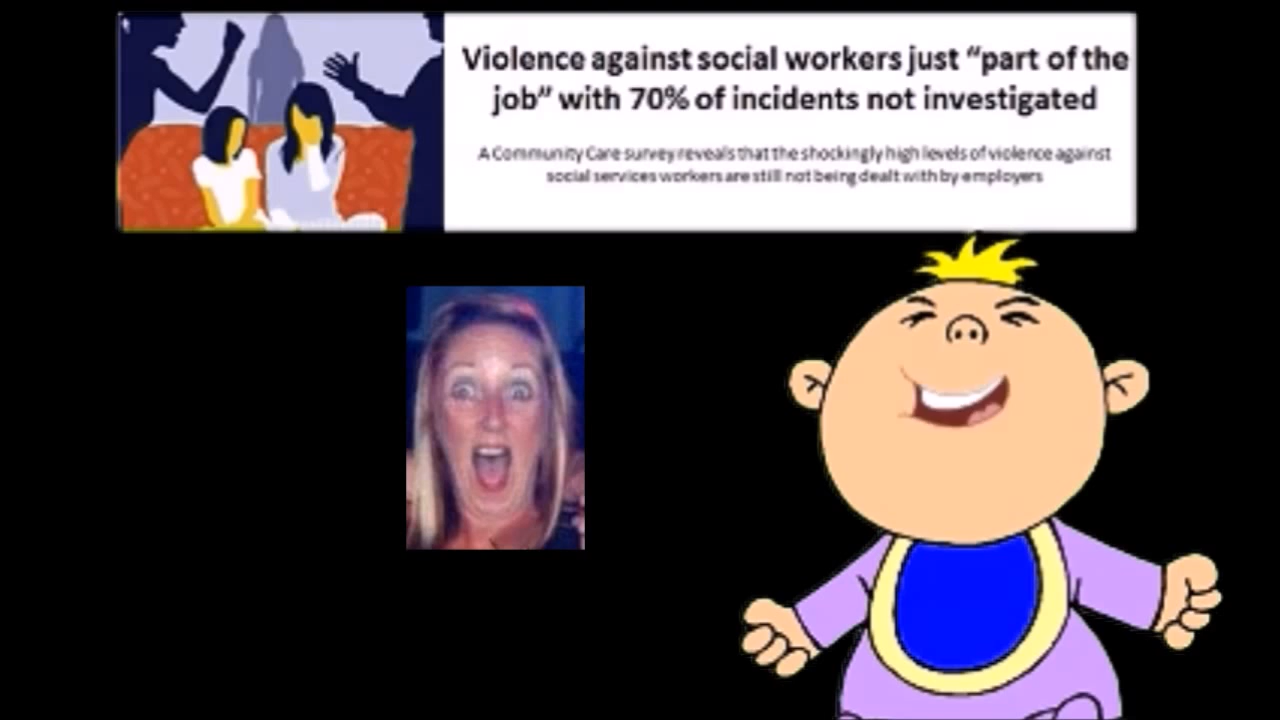 Violence against social workers just “part of the
job” with 70% of incidents not investigated
A Community Care survey reveals that the shockingly high levels of violence against
social services workers are still not being dealt with by employers